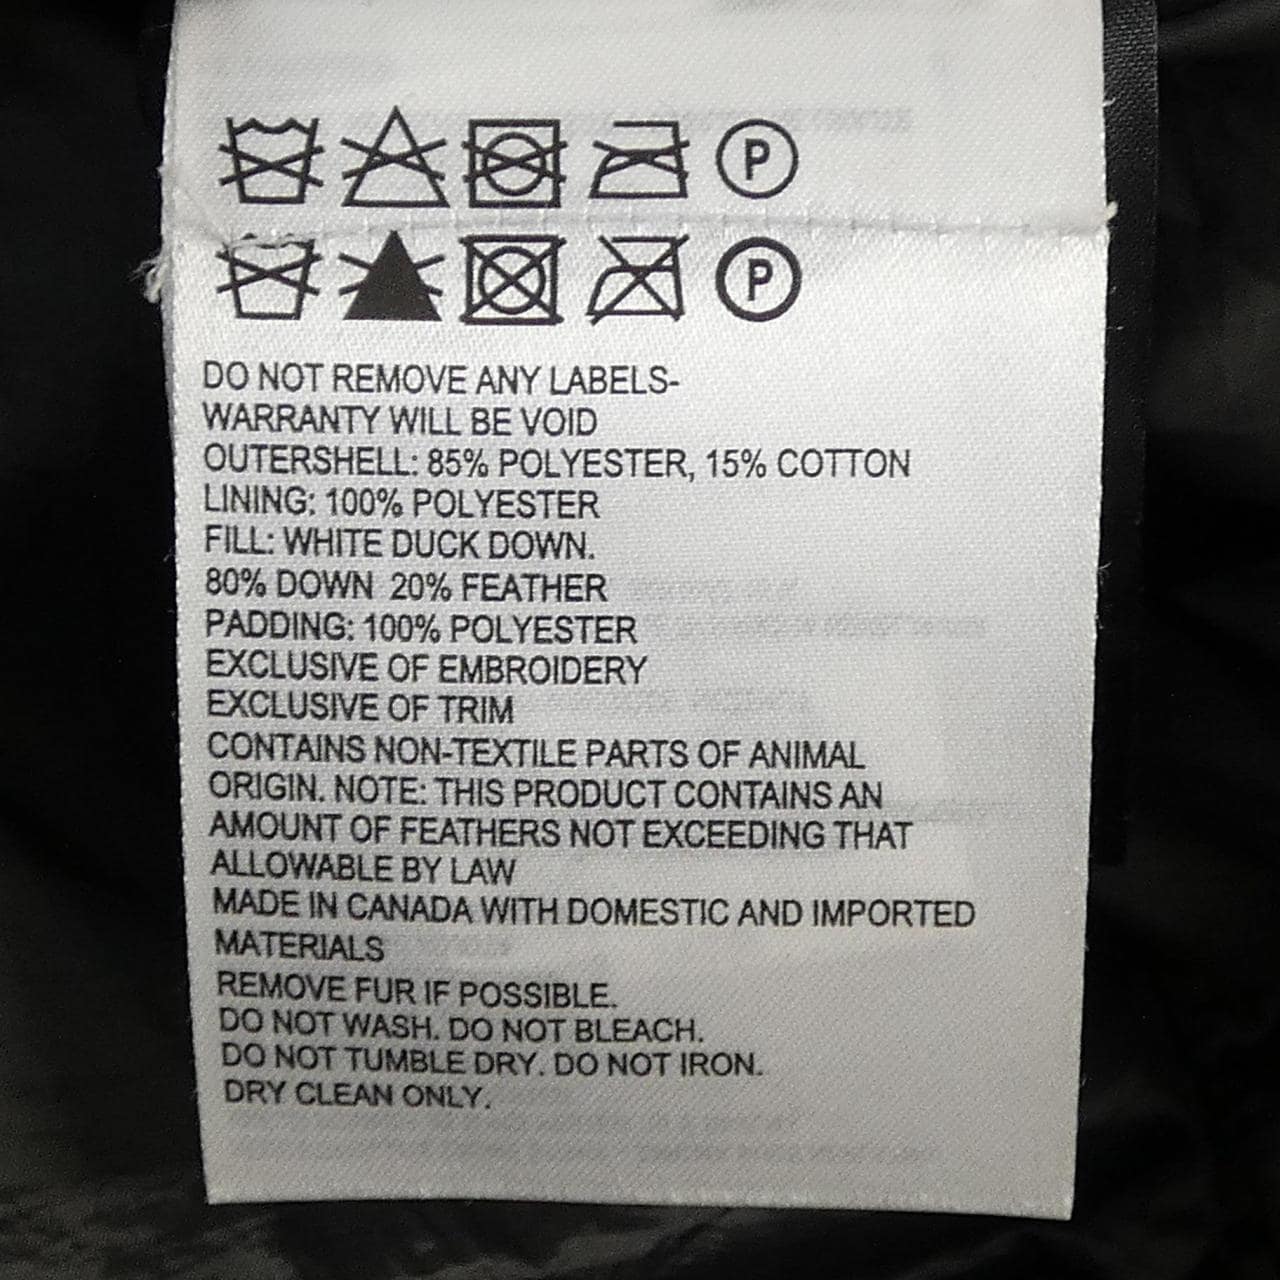 P
P
DO NOT REMOVE ANY LABELS-
WARRANTY WILL BE VOID
OUTERSHELL: 85% POLYESTER, 15% COTTON
LINING: 100% POLYESTER
FILL: WHITE DUCK DOWN.
80% DOWN 20% FEATHER
PADDING: 100% POLYESTER
EXCLUSIVE OF EMBROIDERY
EXCLUSIVE OF TRIM
CONTAINS NON-TEXTILE PARTS OF ANIMAL
ORIGIN. NOTE: THIS PRODUCT CONTAINS AN
AMOUNT OF FEATHERS NOT EXCEEDING THAT
ALLOWABLE BY LAW
MADE IN CANADA WITH DOMESTIC AND IMPORTED
MATERIALS
REMOVE FUR IF POSSIBLE.
DO NOT WASH. DO NOT BLEACH.
DO NOT TUMBLE DRY. DO NOT IRON.
DRY CLEAN ONLY.